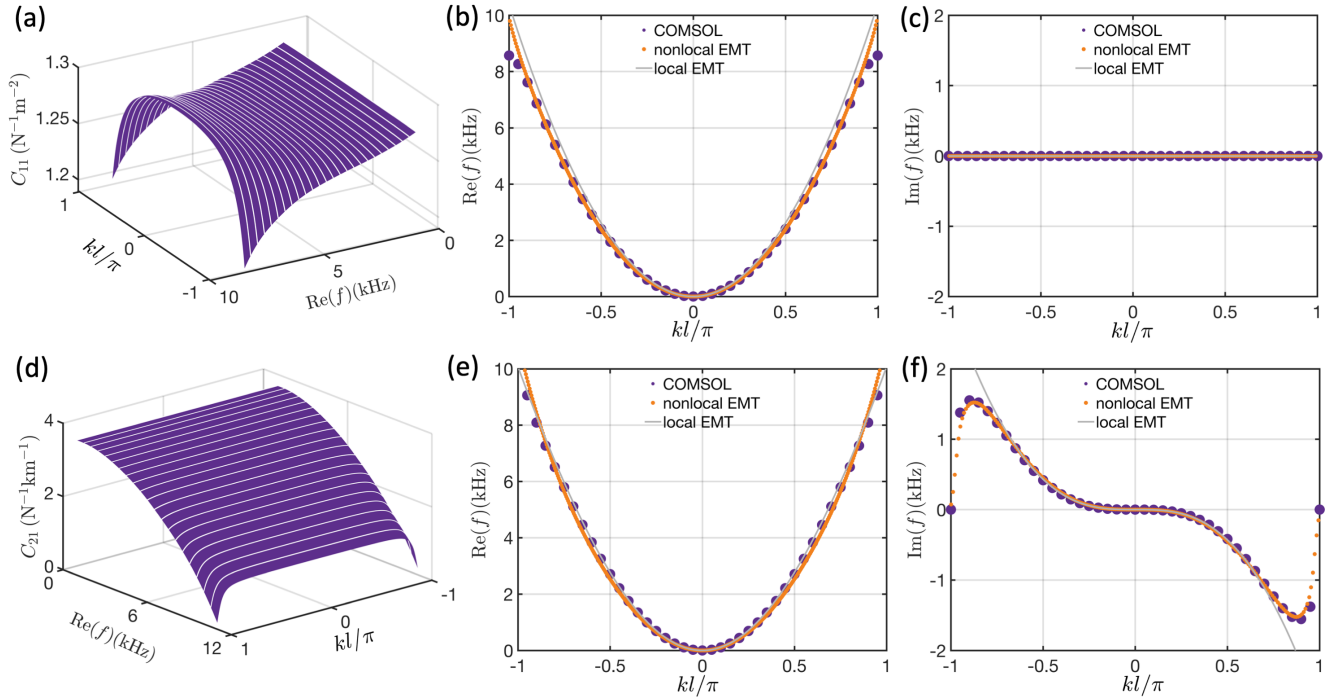 (a)
C₁₁ (N⁻¹m⁻²)
1.3
1.25
1.2
1
0
-1
kl/π
10
5
0
Re(f)(kHz)
(b)
10
8
6
4
2
0
Re(f)(kHz)
COMSOL
nonlocal EMT
local EMT
-1 -0.5 0 0.5 1
kl/π
(c)
2
1
0
-1
-2
Im(f)(kHz)
COMSOL
nonlocal EMT
local EMT
-1 -0.5 0 0.5 1
kl/π
(d)
C₂₁ (N⁻¹km⁻¹)
4
2
0
0
6
12
Re(f)(kHz)
1
0
-1
kl/π
(e)
10
8
6
4
2
0
Re(f)(kHz)
COMSOL
nonlocal EMT
local EMT
-1 -0.5 0 0.5 1
kl/π
(f)
2
1
0
-1
-2
Im(f)(kHz)
COMSOL
nonlocal EMT
local EMT
-1 -0.5 0 0.5 1
kl/π